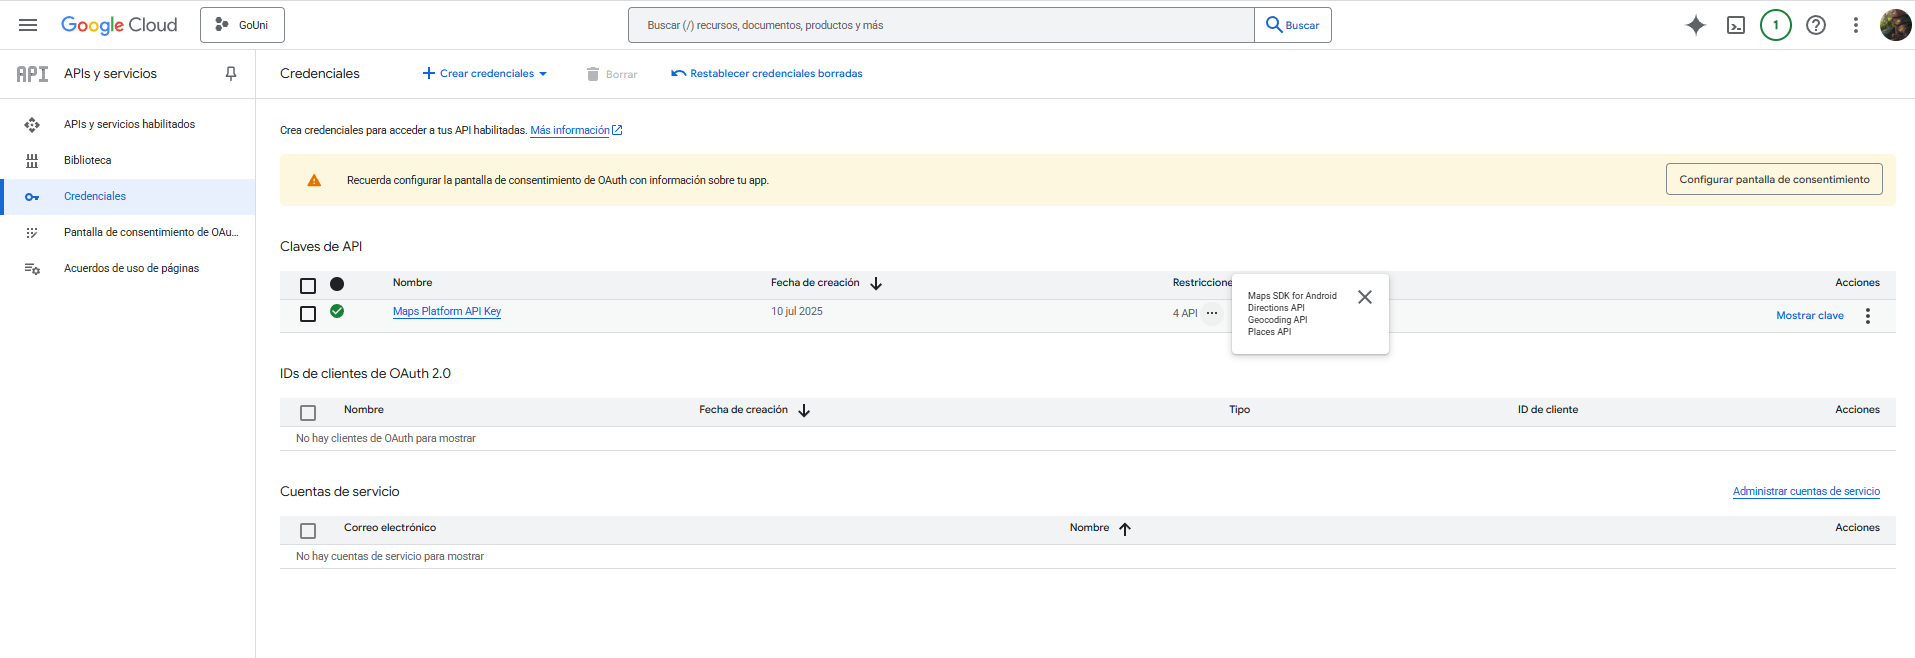 Google Cloud
GoUni
Buscar (/) recursos, documentos, productos y más
Buscar
1
API
APIs y servicios
Credenciales
Crear credenciales
Borrar
Restablecer credenciales borradas
APIs y servicios habilitados
Biblioteca
Credenciales
Pantalla de consentimiento de OAu...
Acuerdos de uso de páginas
Crea credenciales para acceder a tus API habilitadas. Más información
Recuerda configurar la pantalla de consentimiento de OAuth con información sobre tu app.
Configurar pantalla de consentimiento
Claves de API
Nombre
Fecha de creación
Restriccione
Acciones
Maps Platform API Key
10 jul 2025
4 API
Maps SDK for Android
Directions API
Geocoding API
Places API
Mostrar clave
IDs de clientes de OAuth 2.0
Nombre
Fecha de creación
Tipo
ID de cliente
Acciones
No hay clientes de OAuth para mostrar
Cuentas de servicio
Administrar cuentas de servicio
Correo electrónico
Nombre
Acciones
No hay cuentas de servicio para mostrar